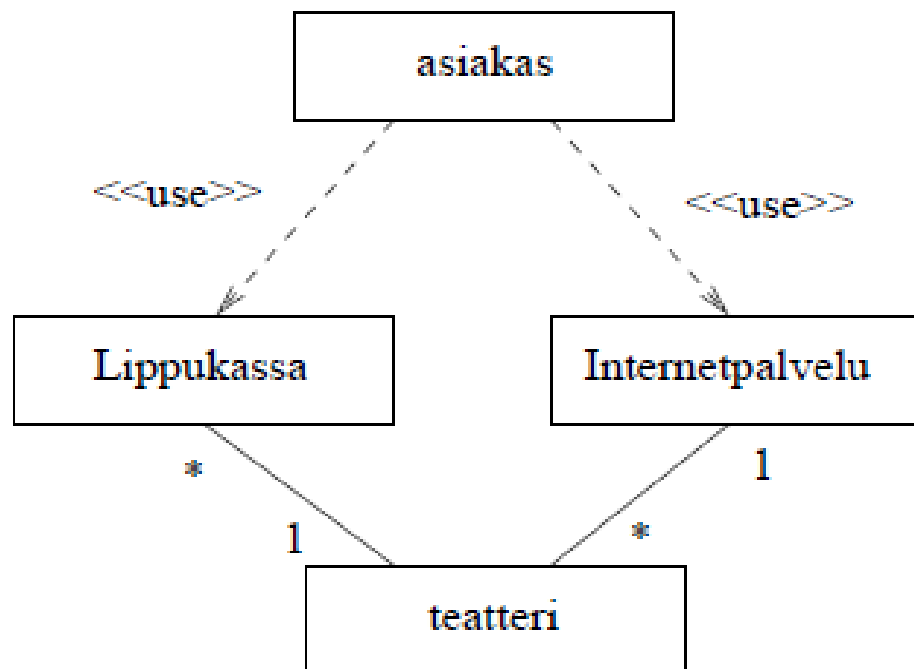 asiakas
<<use>>
<<use>>
Lippukassa
Internetpalvelu
*
1
1
*
teatteri